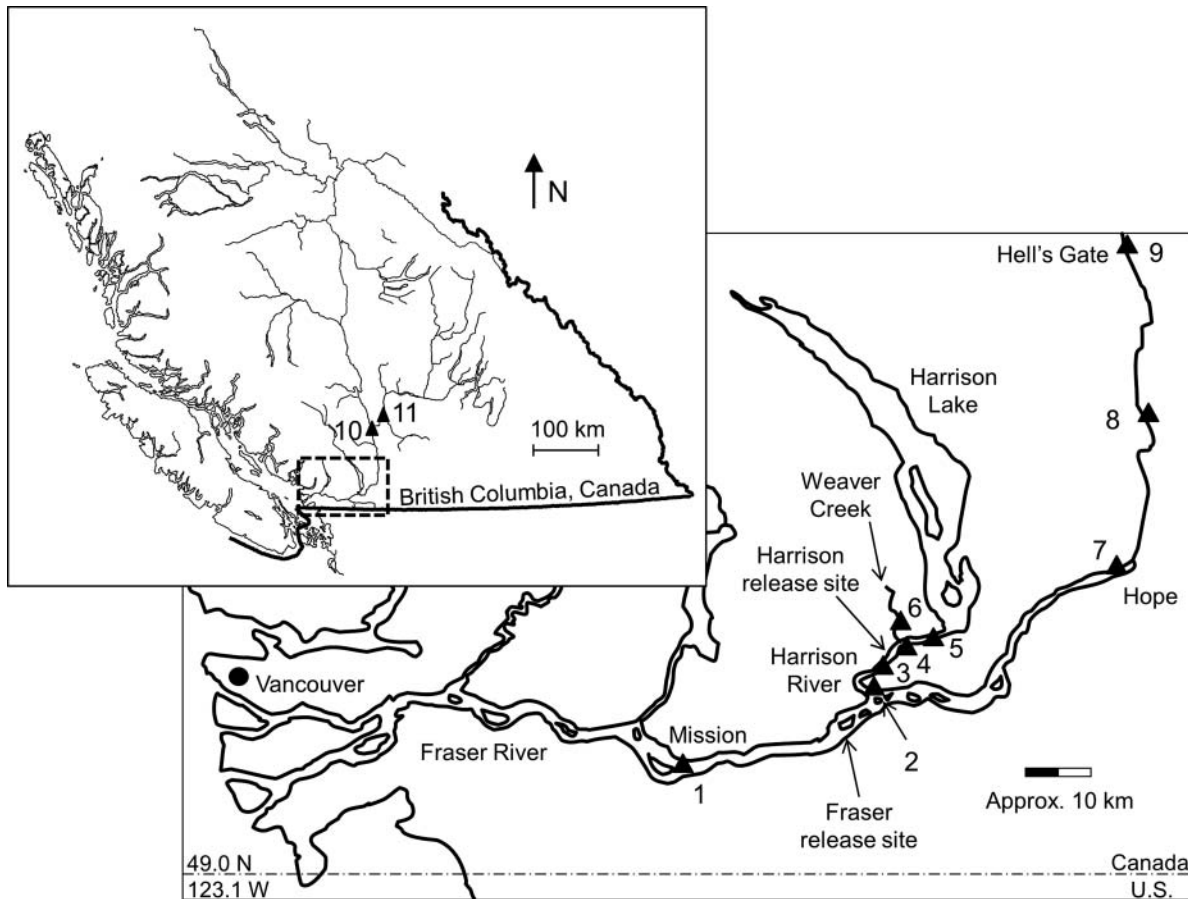 N
11
10
100 km
British Columbia, Canada
Hell's Gate
9
Harrison
Lake
8
Weaver
Creek
Harrison
release site
7
Hope
6
5
4
3
Harrison
River
Vancouver
Mission
Fraser River
2
1
Approx. 10 km
Fraser
release site
49.0 N
Canada
123.1 W
U.S.